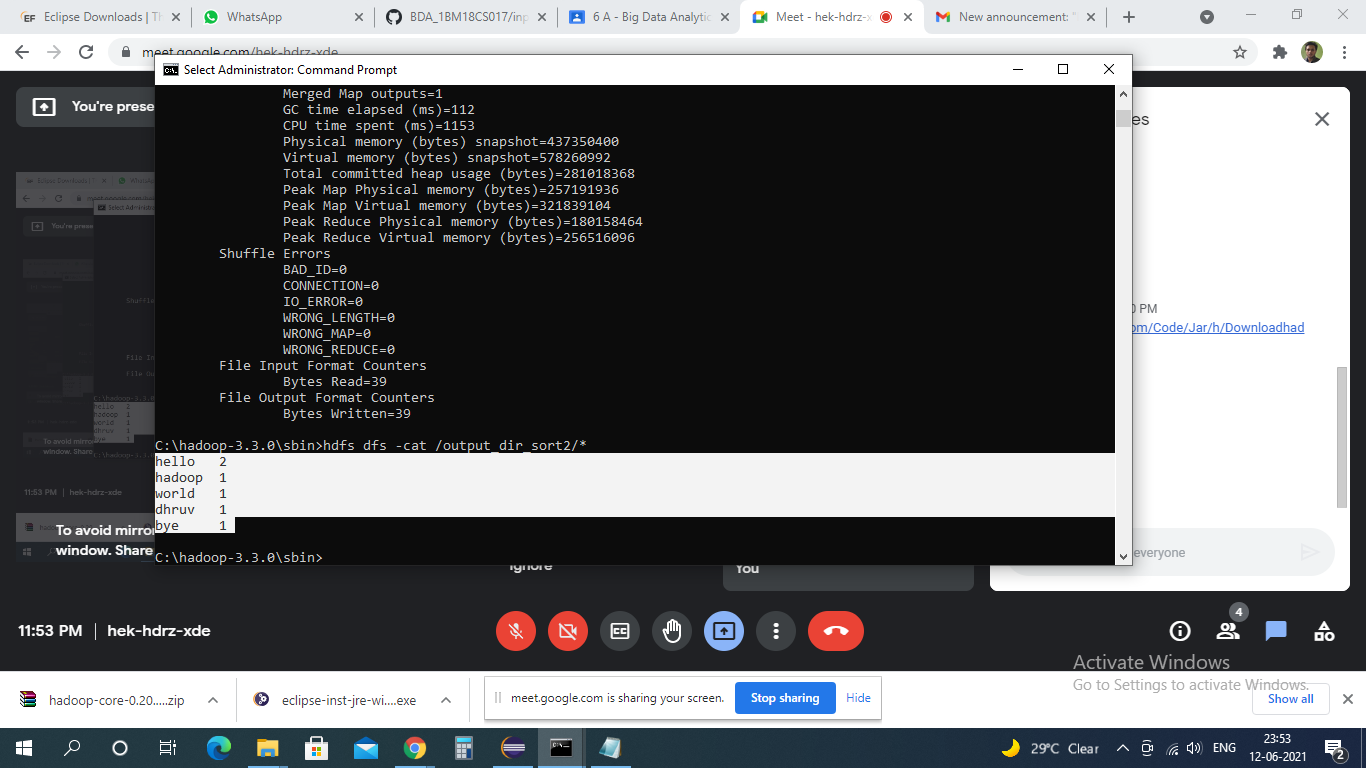 Eclipse Downloads | Th
WhatsApp
BDA_1BM18CS017/inp
6 A - Big Data Analytic
Meet - hek-hdrz-x
New announcement: "
meet.google.com/hek-hdrz-xde
Select Administrator: Command Prompt
You're prese
es
Merged Map outputs=1
GC time elapsed (ms)=112
CPU time spent (ms)=1153
Physical memory (bytes) snapshot=437350400
Virtual memory (bytes) snapshot=578260992
Total committed heap usage (bytes)=281018368
Peak Map Physical memory (bytes)=257191936
Peak Map Virtual memory (bytes)=321839104
Peak Reduce Physical memory (bytes)=180158464
Peak Reduce Virtual memory (bytes)=256516096
Shuffle Errors
BAD_ID=0
CONNECTION=0
IO_ERROR=0
WRONG_LENGTH=0
WRONG_MAP=0
WRONG_REDUCE=0
File Input Format Counters
Bytes Read=39
File Output Format Counters
Bytes Written=39
C:\hadoop-3.3.0\sbin>hdfs dfs -cat /output_dir_sort2/*
hello 2
hadoop 1
world 1
dhruv 1
bye 1
C:\hadoop-3.3.0\sbin>
0 PM
om/Code/Jar/h/Downloadhad
everyone
11:53 PM | hek-hdrz-xde
To avoid mirro
window. Share
Ignore
You
11:53 PM | hek-hdrz-xde
4
Activate Windows
Go to Settings to activate Windows.
hadoop-core-0.20.....zip
eclipse-inst-jre-wi....exe
meet.google.com is sharing your screen.
Stop sharing
Hide
Show all
29°C Clear
ENG
23:53
12-06-2021
2